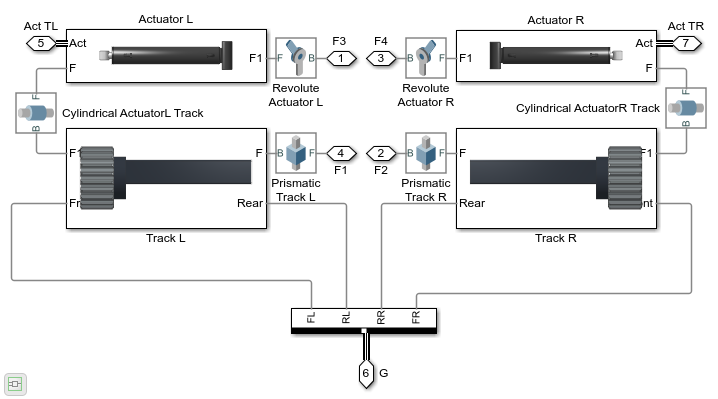 Act TL
Actuator L
F3
F4
Actuator R
Act TR
5
Act
F
F1
F
B
1
3
B
F
F1
Act
F
7
Revolute
Actuator L
Revolute
Actuator R
F
B
Cylindrical ActuatorL Track
Cylindrical ActuatorR Track
F
B
F1
F
F
B
4
2
B
F
F
F1
F1
F2
Prismatic
Track L
Prismatic
Track R
Fr
Rear
Rear
nt
Track L
Track R
FL
RL
RR
FR
6
G